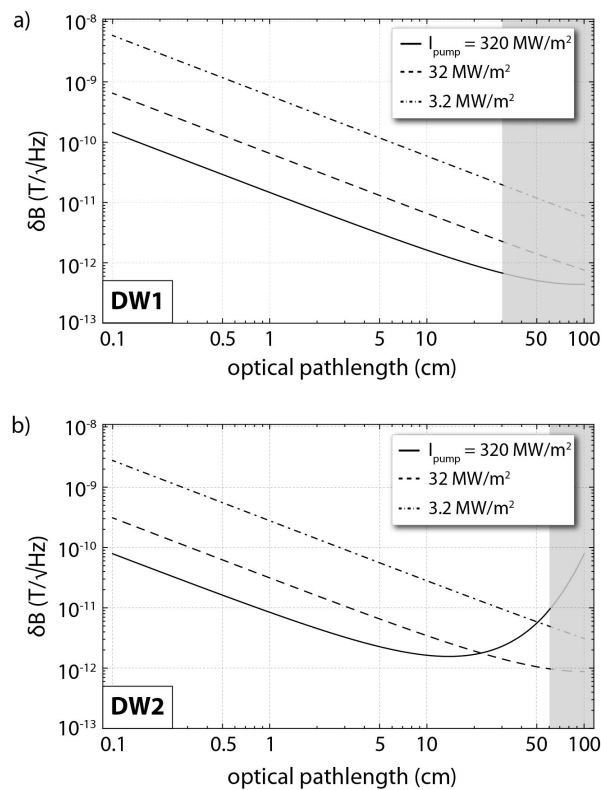 a)
10⁻⁸
10⁻⁹
10⁻¹⁰
10⁻¹¹
10⁻¹²
10⁻¹³
δB (T/√Hz)
I_pump = 320 MW/m²
32 MW/m²
3.2 MW/m²
DW1
0.1 0.5 1 5 10 50 100
optical pathlength (cm)
b)
10⁻⁸
10⁻⁹
10⁻¹⁰
10⁻¹¹
10⁻¹²
10⁻¹³
δB (T/√Hz)
I_pump = 320 MW/m²
32 MW/m²
3.2 MW/m²
DW2
0.1 0.5 1 5 10 50 100
optical pathlength (cm)